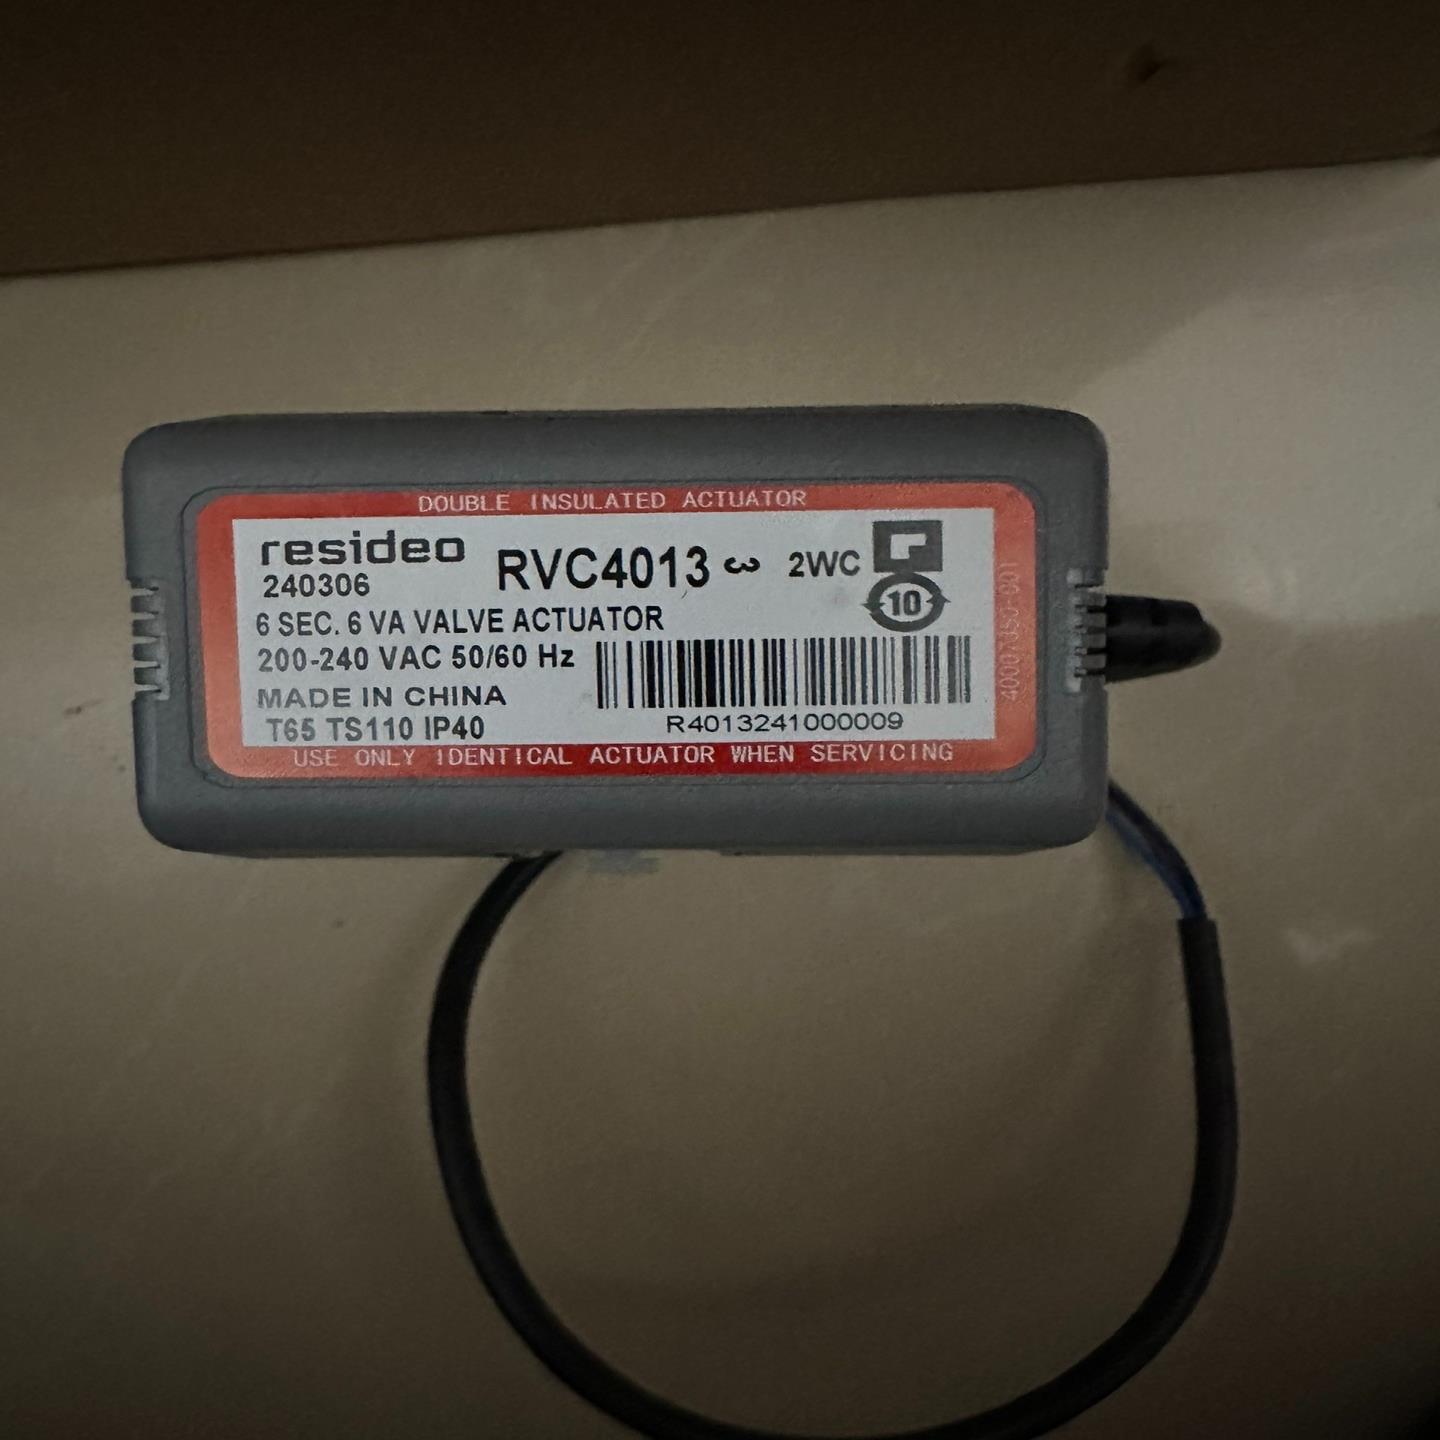 DOUBLE INSULATED ACTUATOR
resideo
240306
RVC4013 3 2WC
10
6 SEC. 6 VA VALVE ACTUATOR
200-240 VAC 50/60 Hz
MADE IN CHINA
T65 TS110 IP40
R4013241000009
USE ONLY IDENTICAL ACTUATOR WHEN SERVICING